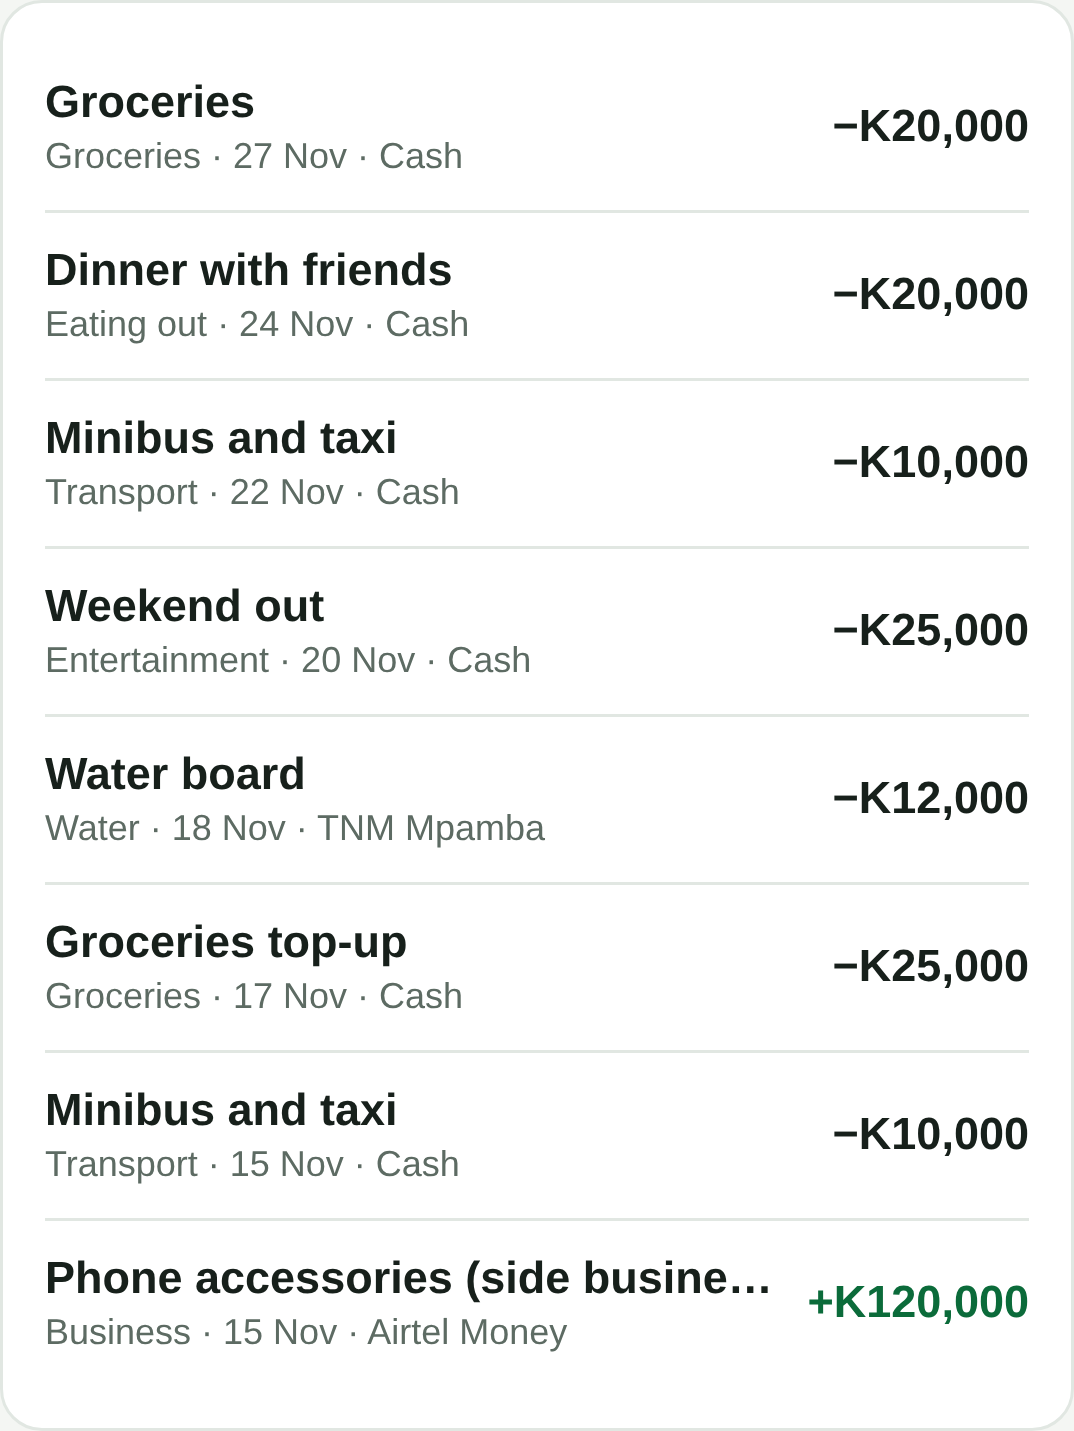 Groceries
−K20,000
Groceries · 27 Nov · Cash
Dinner with friends
−K20,000
Eating out · 24 Nov · Cash
Minibus and taxi
−K10,000
Transport · 22 Nov · Cash
Weekend out
−K25,000
Entertainment · 20 Nov · Cash
Water board
−K12,000
Water · 18 Nov · TNM Mpamba
Groceries top-up
−K25,000
Groceries · 17 Nov · Cash
Minibus and taxi
−K10,000
Transport · 15 Nov · Cash
Phone accessories (side busine…
+K120,000
Business · 15 Nov · Airtel Money